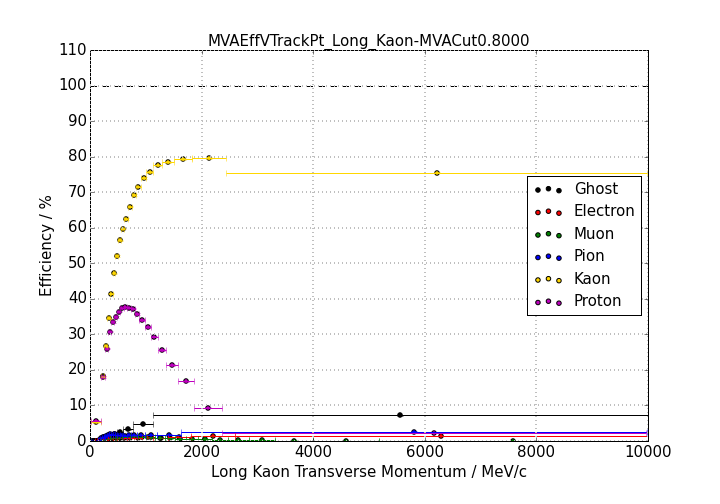 MVAEffVTrackPt_Long_Kaon-MVACut0.8000
110
100
90
80
70
60
50
40
30
20
10
0
Efficiency / %
Ghost
Electron
Muon
Pion
Kaon
Proton
0 2000 4000 6000 8000 10000
Long Kaon Transverse Momentum / MeV/c